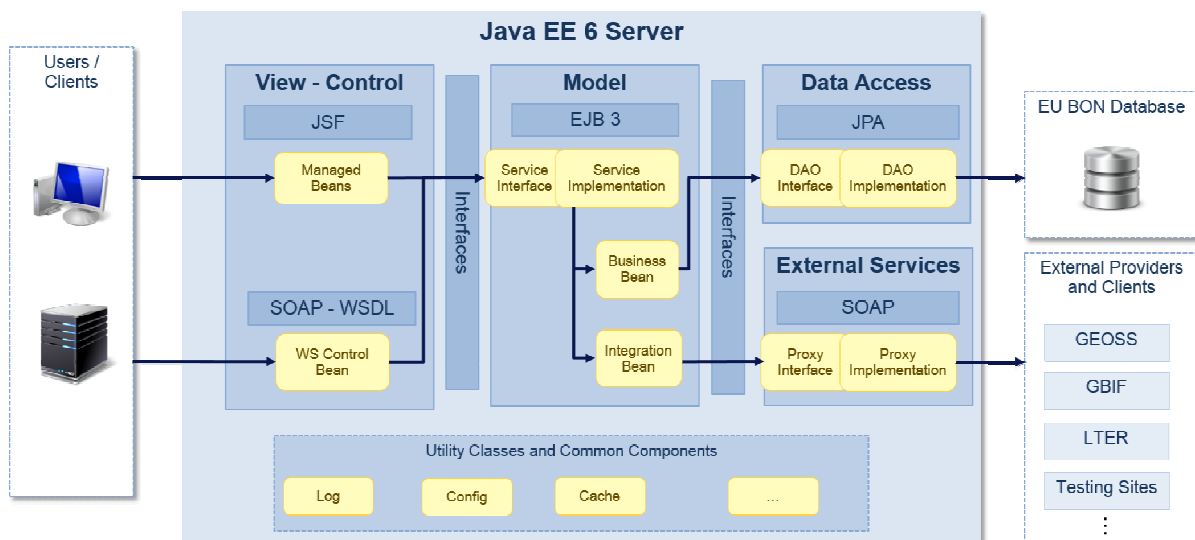 Java EE 6 Server
Users /
Clients
View - Control
JSF
Managed
Beans
SOAP - WSDL
WS Control
Bean
Interfaces
Model
EJB 3
Service
Interface
Service
Implementation
Business
Bean
Integration
Bean
Interfaces
Data Access
JPA
DAO
Interface
DAO
Implementation
External Services
SOAP
Proxy
Interface
Proxy
Implementation
EU BON Database
External Providers
and Clients
GEOSS
GBIF
LTER
Testing Sites
⋮
Utility Classes and Common Components
Log
Config
Cache
...